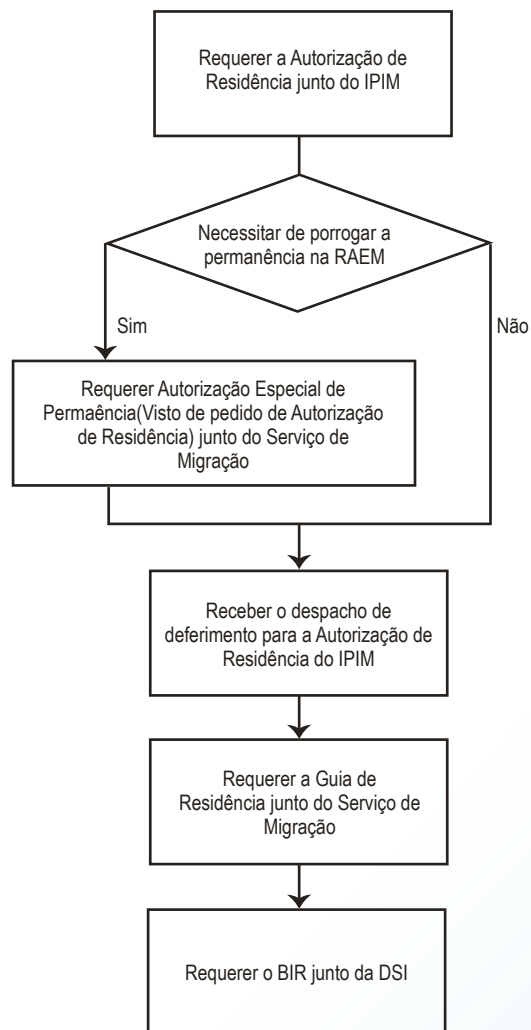 Requerer a Autorização de
Residência junto do IPIM
Necessitar de porrogar a
permanência na RAEM
Sim
Não
Requerer Autorização Especial de
Permaência(Visto de pedido de Autorização
de Residência) junto do Serviço de
Migração
Receber o despacho de
deferimento para a Autorização de
Residência do IPIM
Requerer a Guia de
Residência junto do Serviço de
Migração
Requerer o BIR junto da DSI